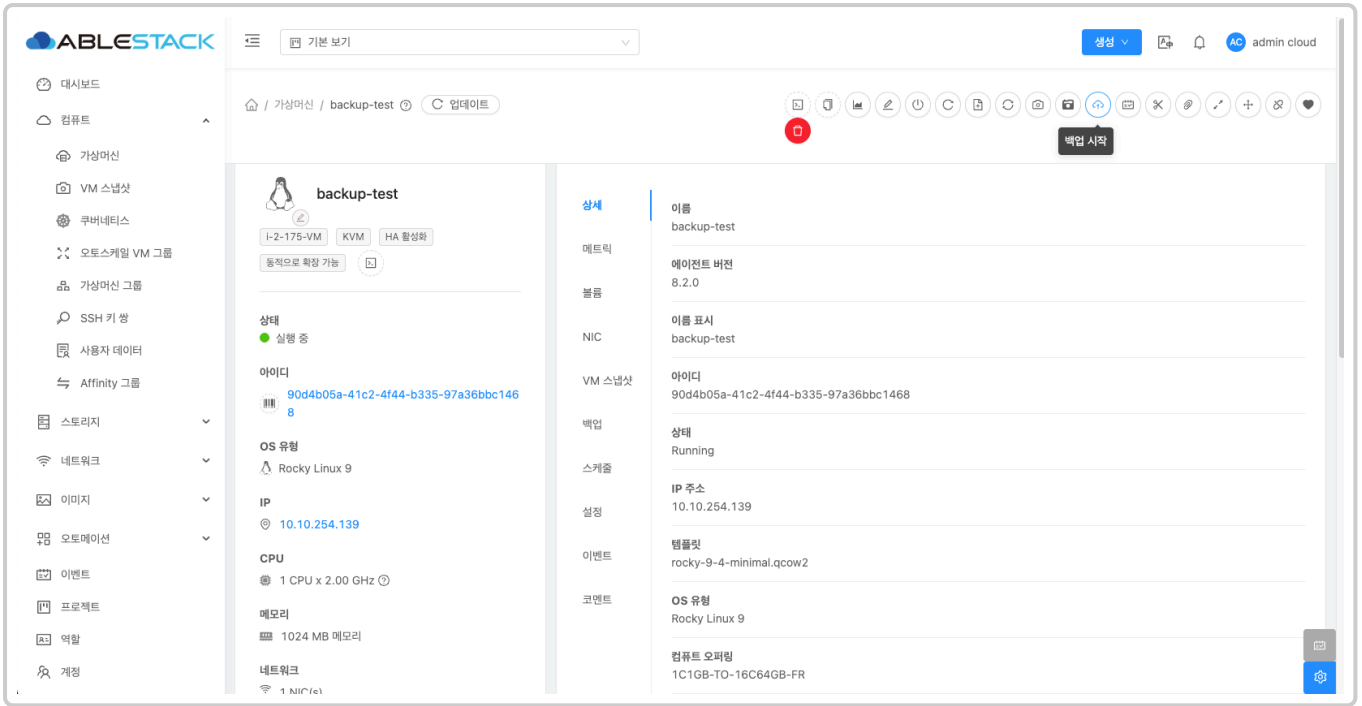 ABLESTACK
기본 보기
생성
admin cloud
AC
대시보드
컴퓨트
가상머신
VM 스냅샷
쿠버네티스
오토스케일 VM 그룹
가상머신 그룹
SSH 키 쌍
사용자 데이터
Affinity 그룹
스토리지
네트워크
이미지
오토메이션
이벤트
프로젝트
역할
계정
/ 가상머신 / backup-test
업데이트
백업 시작
backup-test
i-2-175-VM
KVM
HA 활성화
동적으로 확장 가능
상태
실행 중
아이디
90d4b05a-41c2-4f44-b335-97a36bbc146
8
OS 유형
Rocky Linux 9
IP
10.10.254.139
CPU
1 CPU x 2.00 GHz
메모리
1024 MB 메모리
네트워크
1 NIC(s)
상세
메트릭
볼륨
NIC
VM 스냅샷
백업
스케줄
설정
이벤트
코멘트
이름
backup-test
에이전트 버전
8.2.0
이름 표시
backup-test
아이디
90d4b05a-41c2-4f44-b335-97a36bbc1468
상태
Running
IP 주소
10.10.254.139
템플릿
rocky-9-4-minimal.qcow2
OS 유형
Rocky Linux 9
컴퓨트 오퍼링
1C1GB-TO-16C64GB-FR